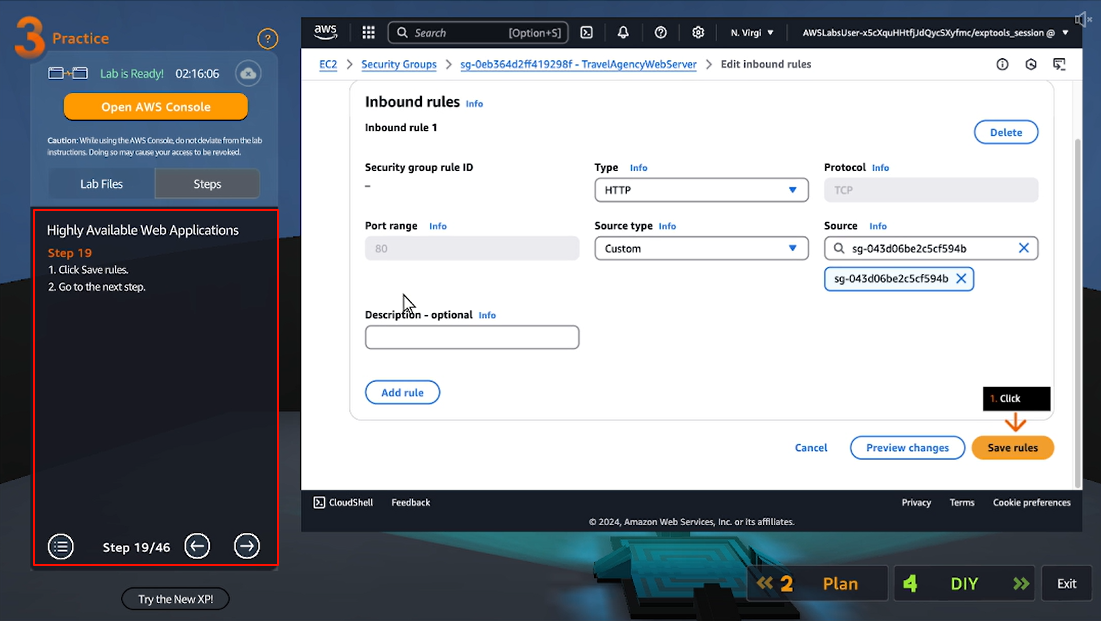 3 Practice
?
Lab is Ready! 02:16:06
Open AWS Console
Caution: While using the AWS Console, do not deviate from the lab
instructions. Doing so may cause your access to be revoked.
Lab Files
Steps
Highly Available Web Applications
Step 19
1. Click Save rules.
2. Go to the next step.
Step 19/46
Try the New XP!
aws
Search [Option+S]
N. Virgi
AWSLabsUser-x5cXquHHtfjJdQycSXyfmc/exptools_session @
EC2 > Security Groups > sg-0eb364d2ff419298f - TravelAgencyWebServer > Edit inbound rules
Inbound rules Info
Inbound rule 1
Delete
Security group rule ID
–
Type Info
HTTP
Protocol Info
TCP
Port range Info
80
Source type Info
Custom
Source Info
sg-043d06be2c5cf594b
sg-043d06be2c5cf594b
Description - optional Info
Add rule
1. Click
Cancel
Preview changes
Save rules
CloudShell
Feedback
Privacy
Terms
Cookie preferences
© 2024, Amazon Web Services, Inc. or its affiliates.
2 Plan
4 DIY
Exit